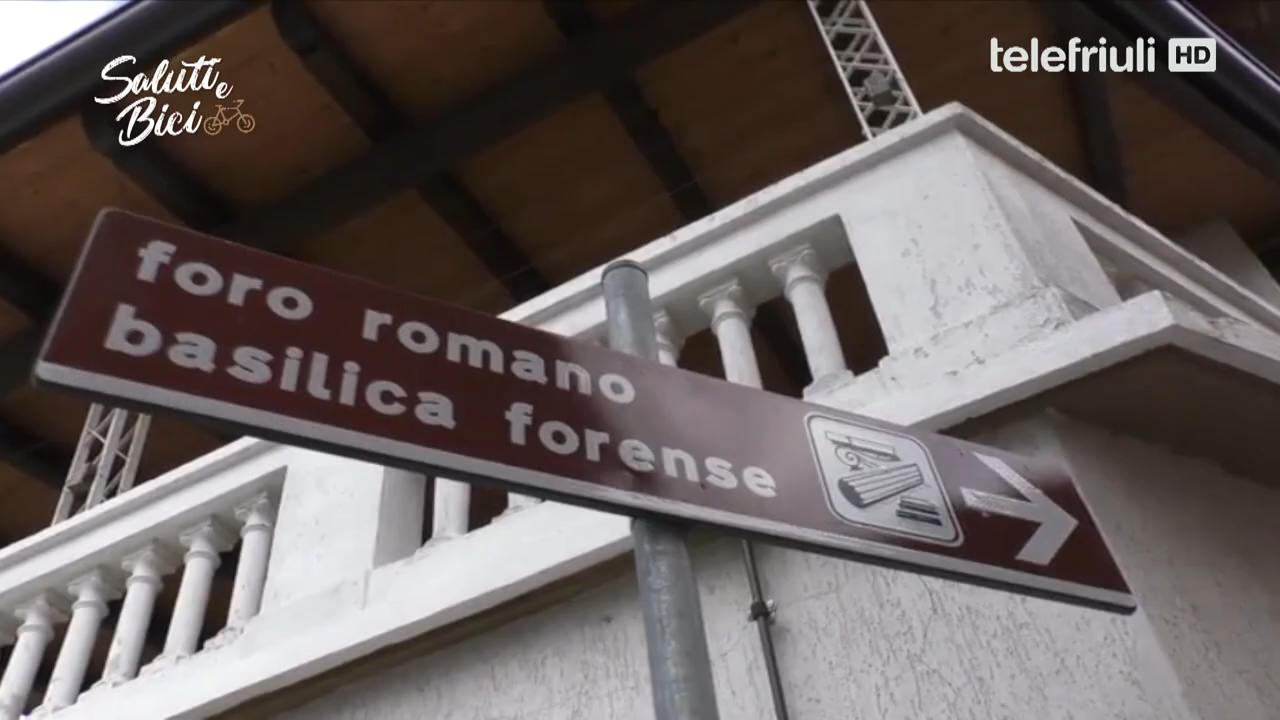 Saluti e
Bici
telefriuli HD
foro romano
basilica forense